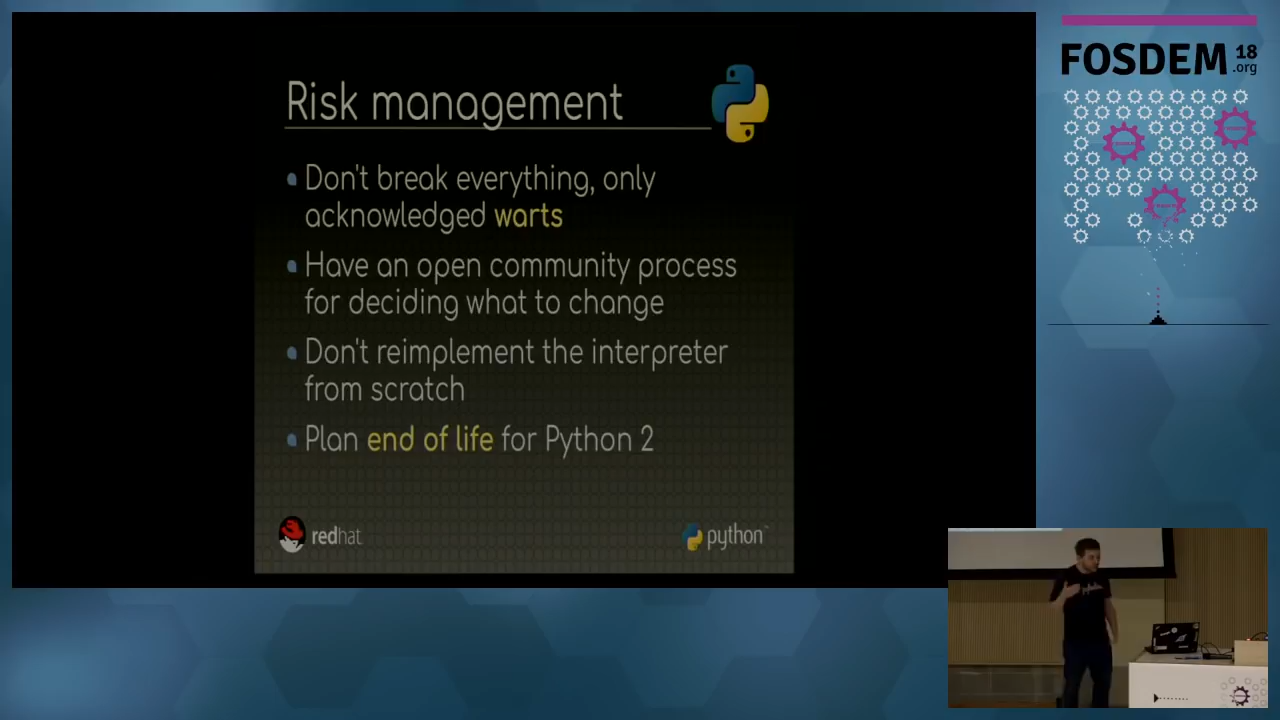 Risk management
Don't break everything, only
acknowledged warts
Have an open community process
for deciding what to change
Don't reimplement the interpreter
from scratch
Plan end of life for Python 2
redhat
python
FOSDEM 18
.org